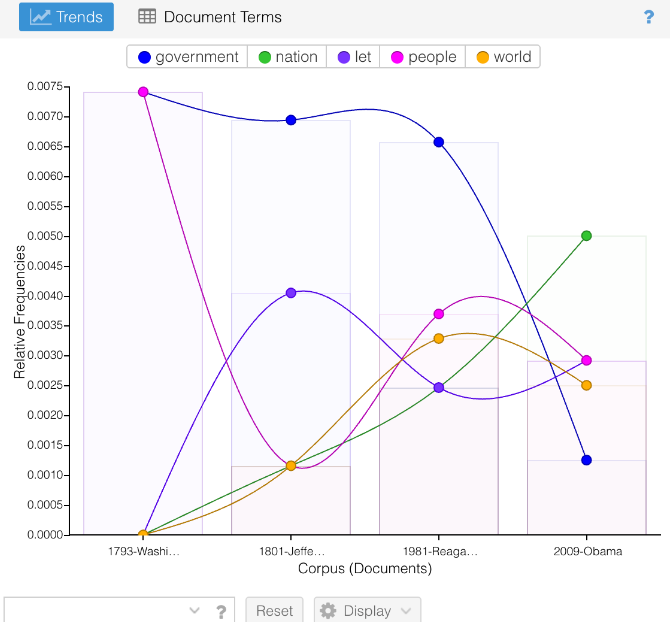 Trends Document Terms ?
government nation let people world
0.0075
0.0070
0.0065
0.0060
0.0055
0.0050
0.0045
0.0040
0.0035
0.0030
0.0025
0.0020
0.0015
0.0010
0.0005
0.0000
Relative Frequencies
1793-Washi... 1801-Jeffe... 1981-Reaga... 2009-Obama
Corpus (Documents)
? Reset Display